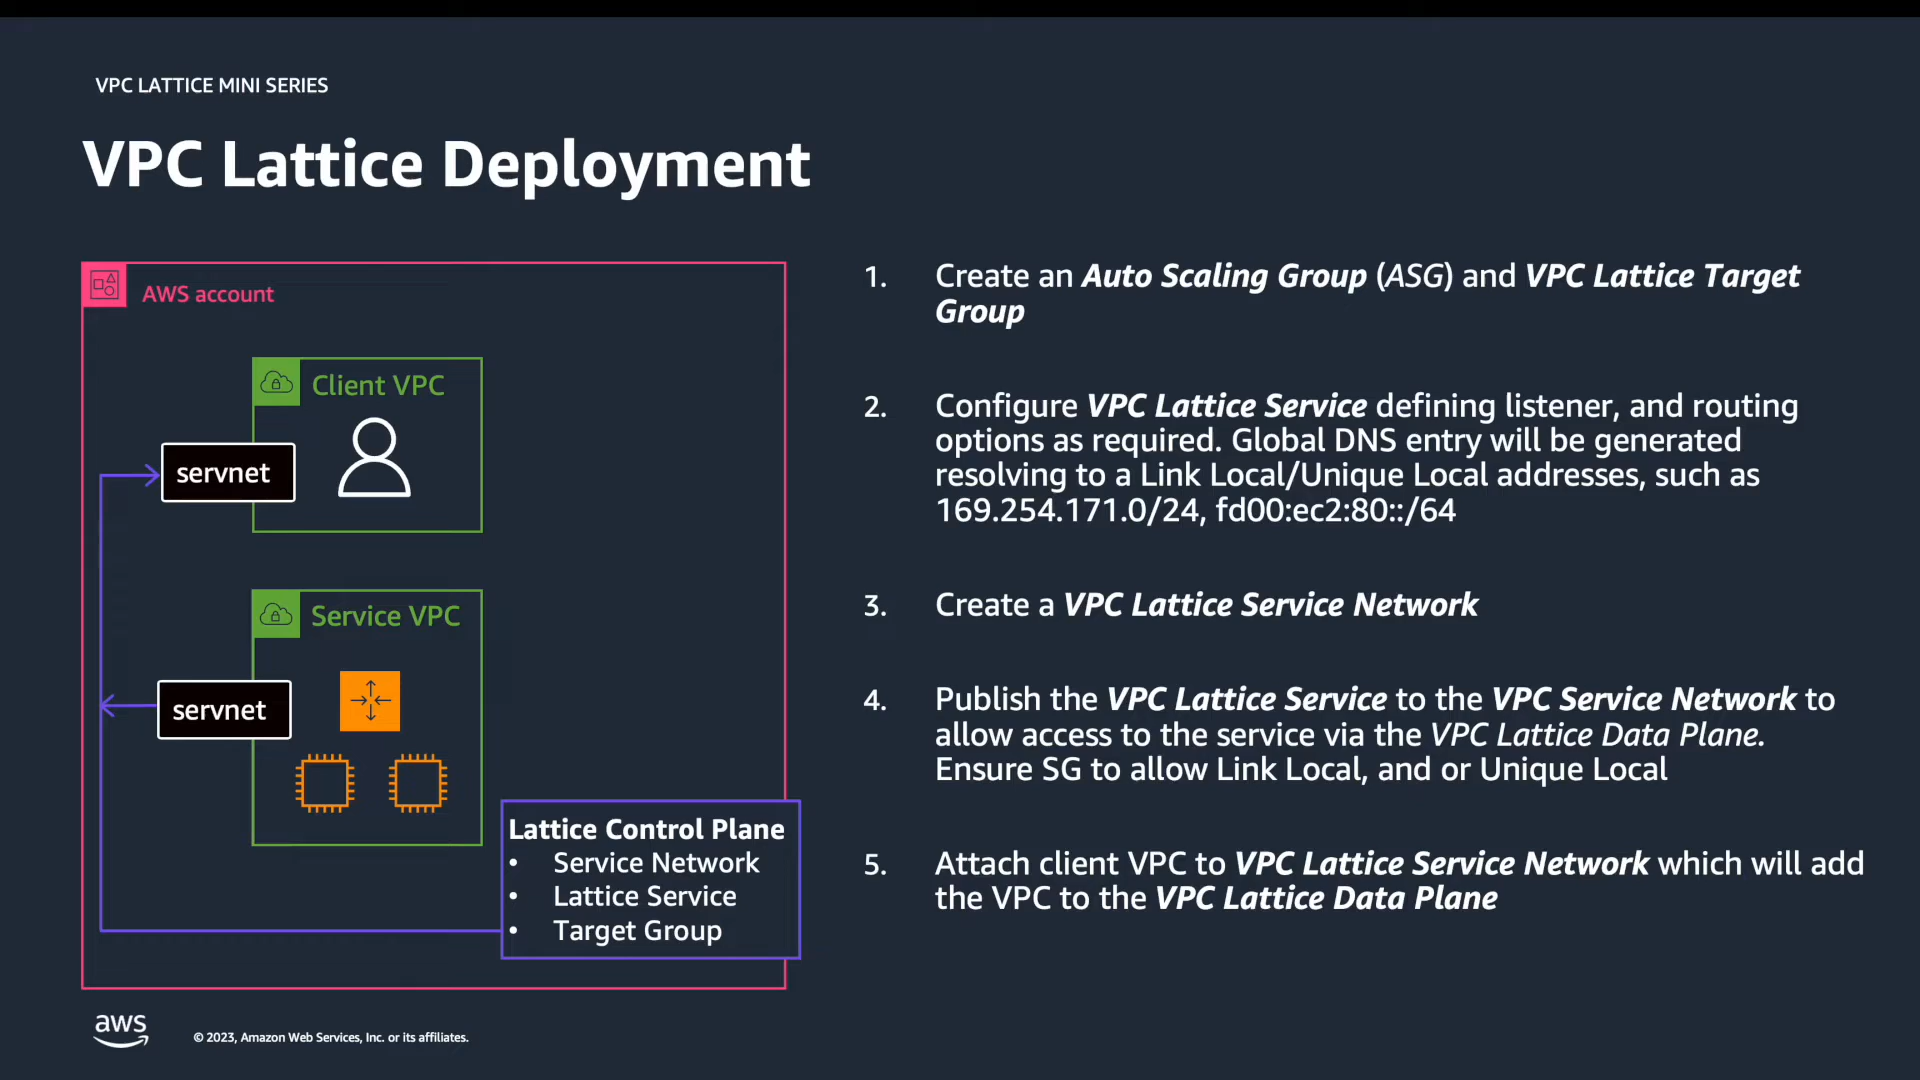 VPC LATTICE MINI SERIES
VPC Lattice Deployment
AWS account
Client VPC
servnet
Service VPC
servnet
Lattice Control Plane
• Service Network
• Lattice Service
• Target Group
1. Create an Auto Scaling Group (ASG) and VPC Lattice Target
Group
2. Configure VPC Lattice Service defining listener, and routing
options as required. Global DNS entry will be generated
resolving to a Link Local/Unique Local addresses, such as
169.254.171.0/24, fd00:ec2:80::/64
3. Create a VPC Lattice Service Network
4. Publish the VPC Lattice Service to the VPC Service Network to
allow access to the service via the VPC Lattice Data Plane.
Ensure SG to allow Link Local, and or Unique Local
5. Attach client VPC to VPC Lattice Service Network which will add
the VPC to the VPC Lattice Data Plane
aws
© 2023, Amazon Web Services, Inc. or its affiliates.